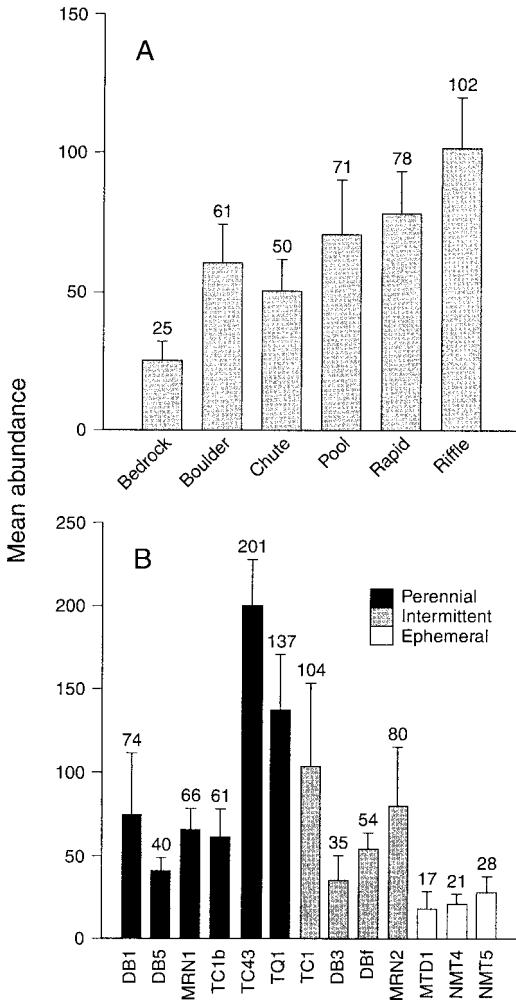 Mean abundance
A
150
100
50
0
25
61
50
71
78
102
Bedrock
Boulder
Chute
Pool
Rapid
Riffle
B
250
200
150
100
50
0
74
40
66
61
201
137
104
35
54
80
17
21
28
Perennial
Intermittent
Ephemeral
DB1
DB5
MRN1
TC1b
TC43
TQ1
TC1
DB3
DBf
MRN2
MTD1
NMT4
NMT5